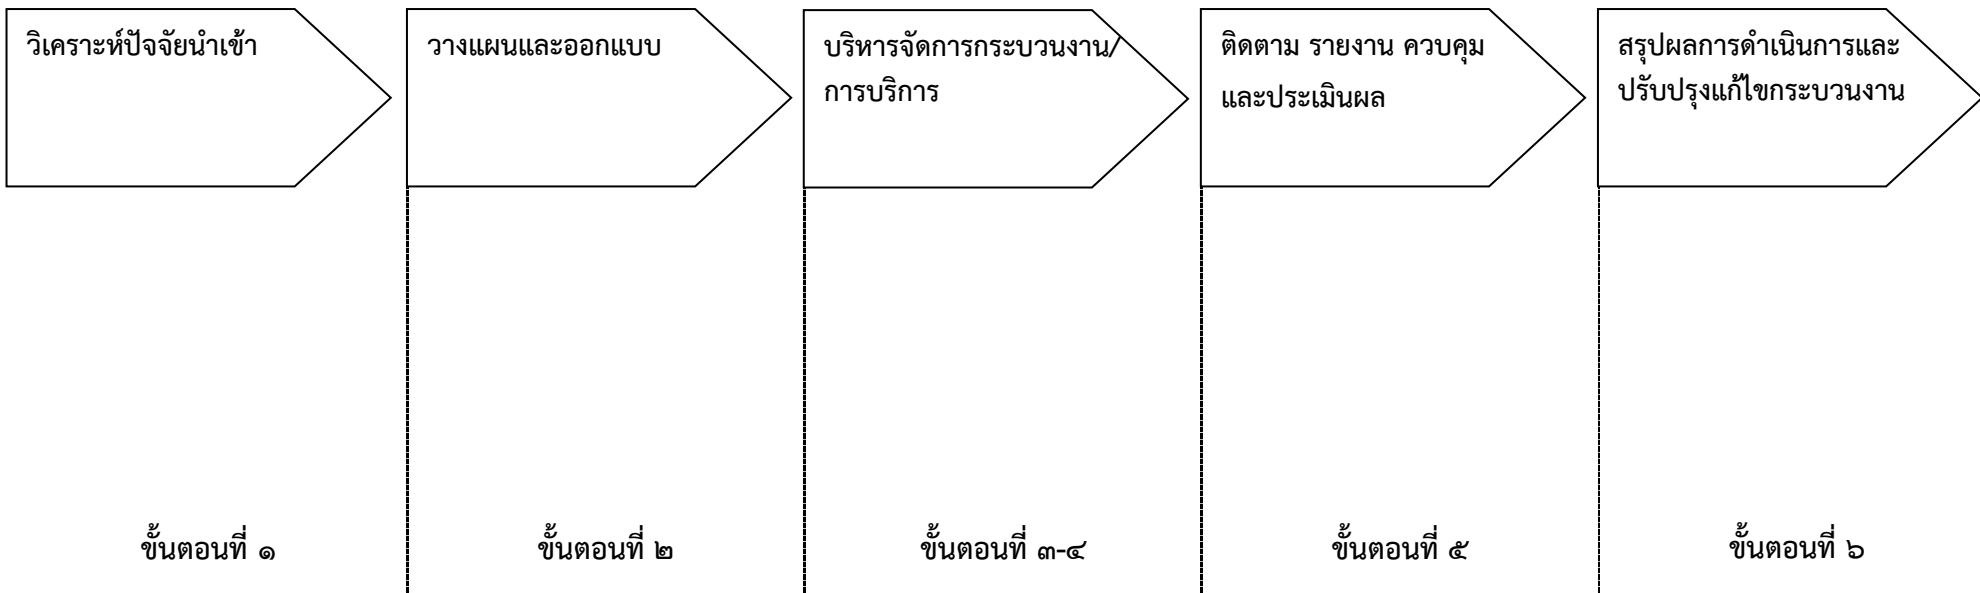 วิเคราะห์ปัจจัยนำเข้า
วางแผนและออกแบบ
บริหารจัดการกระบวนงาน/
การบริการ
ติดตาม รายงาน ควบคุม
และประเมินผล
สรุปผลการดำเนินการและ
ปรับปรุงแก้ไขกระบวนงาน
ขั้นตอนที่ ๑
ขั้นตอนที่ ๒
ขั้นตอนที่ ๓-๔
ขั้นตอนที่ ๕
ขั้นตอนที่ ๖